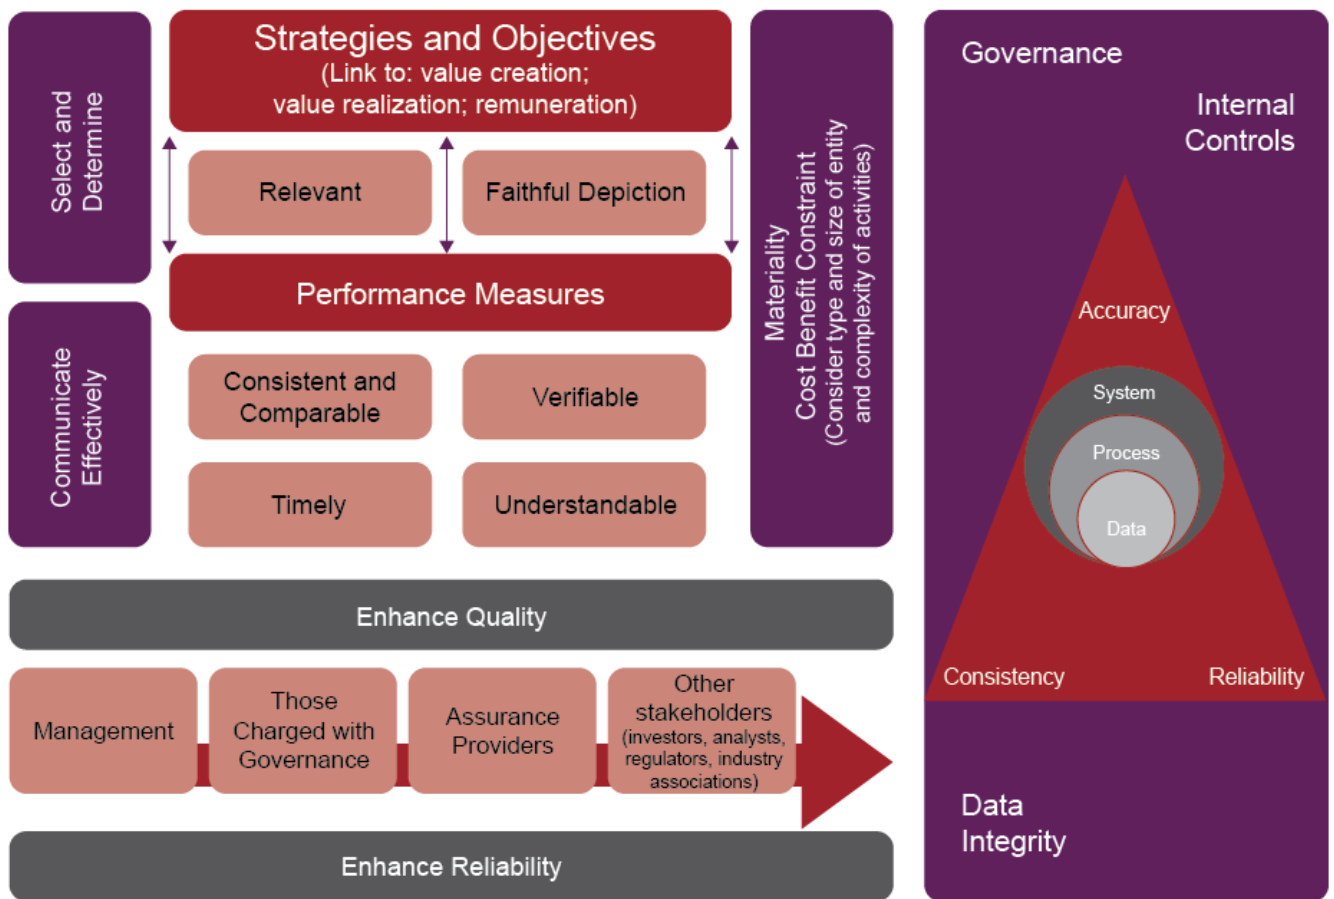 Select and
Determine
Strategies and Objectives
(Link to: value creation;
value realization; remuneration)
Relevant
Faithful Depiction
Performance Measures
Communicate
Effectively
Consistent and
Comparable
Verifiable
Timely
Understandable
Materiality
Cost Benefit Constraint
(Consider type and size of entity
and complexity of activities)
Enhance Quality
Management
Those
Charged with
Governance
Assurance
Providers
Other
stakeholders
(investors, analysts,
regulators, industry
associations)
Enhance Reliability
Governance
Internal
Controls
Accuracy
System
Process
Data
Consistency
Reliability
Data
Integrity